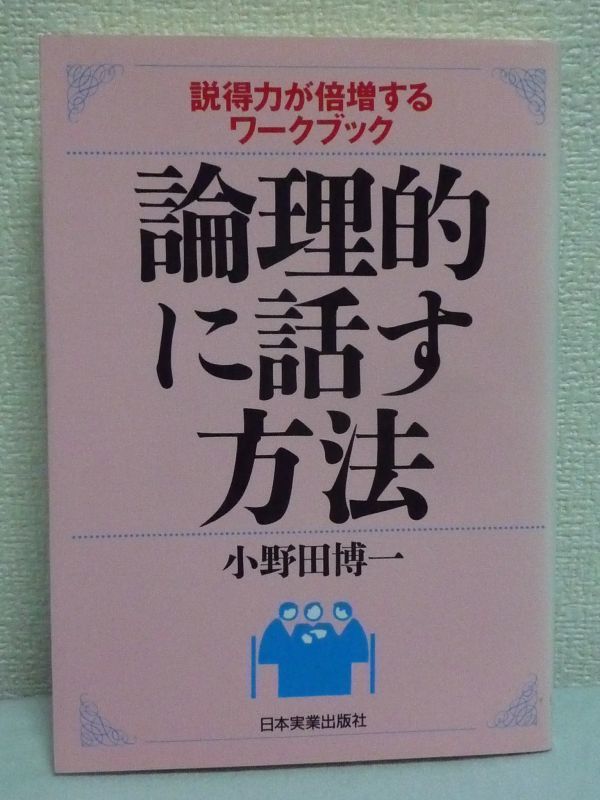 説得力が倍増する
ワークブック
論理的
に話す
方法
小野田博一
日本実業出版社